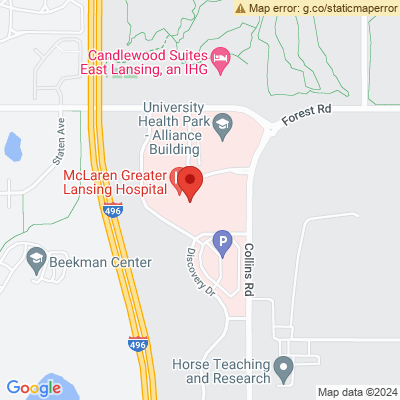 Map error: g.co/staticmaperror
Candlewood Suites
East Lansing, an IHG
Forest Rd
University
Health Park
- Alliance
Building
Staten Ave
McLaren Greater
Lansing Hospital
496
P
Collins Rd
Beekman Center
Discovery Dr
496
Horse Teaching
and Research
Google
Map data ©2024